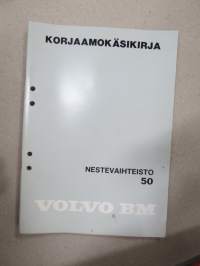 KORJAAMOKÄSIKIRJA
NESTEVAIHTEISTO
50
VOLVO BM